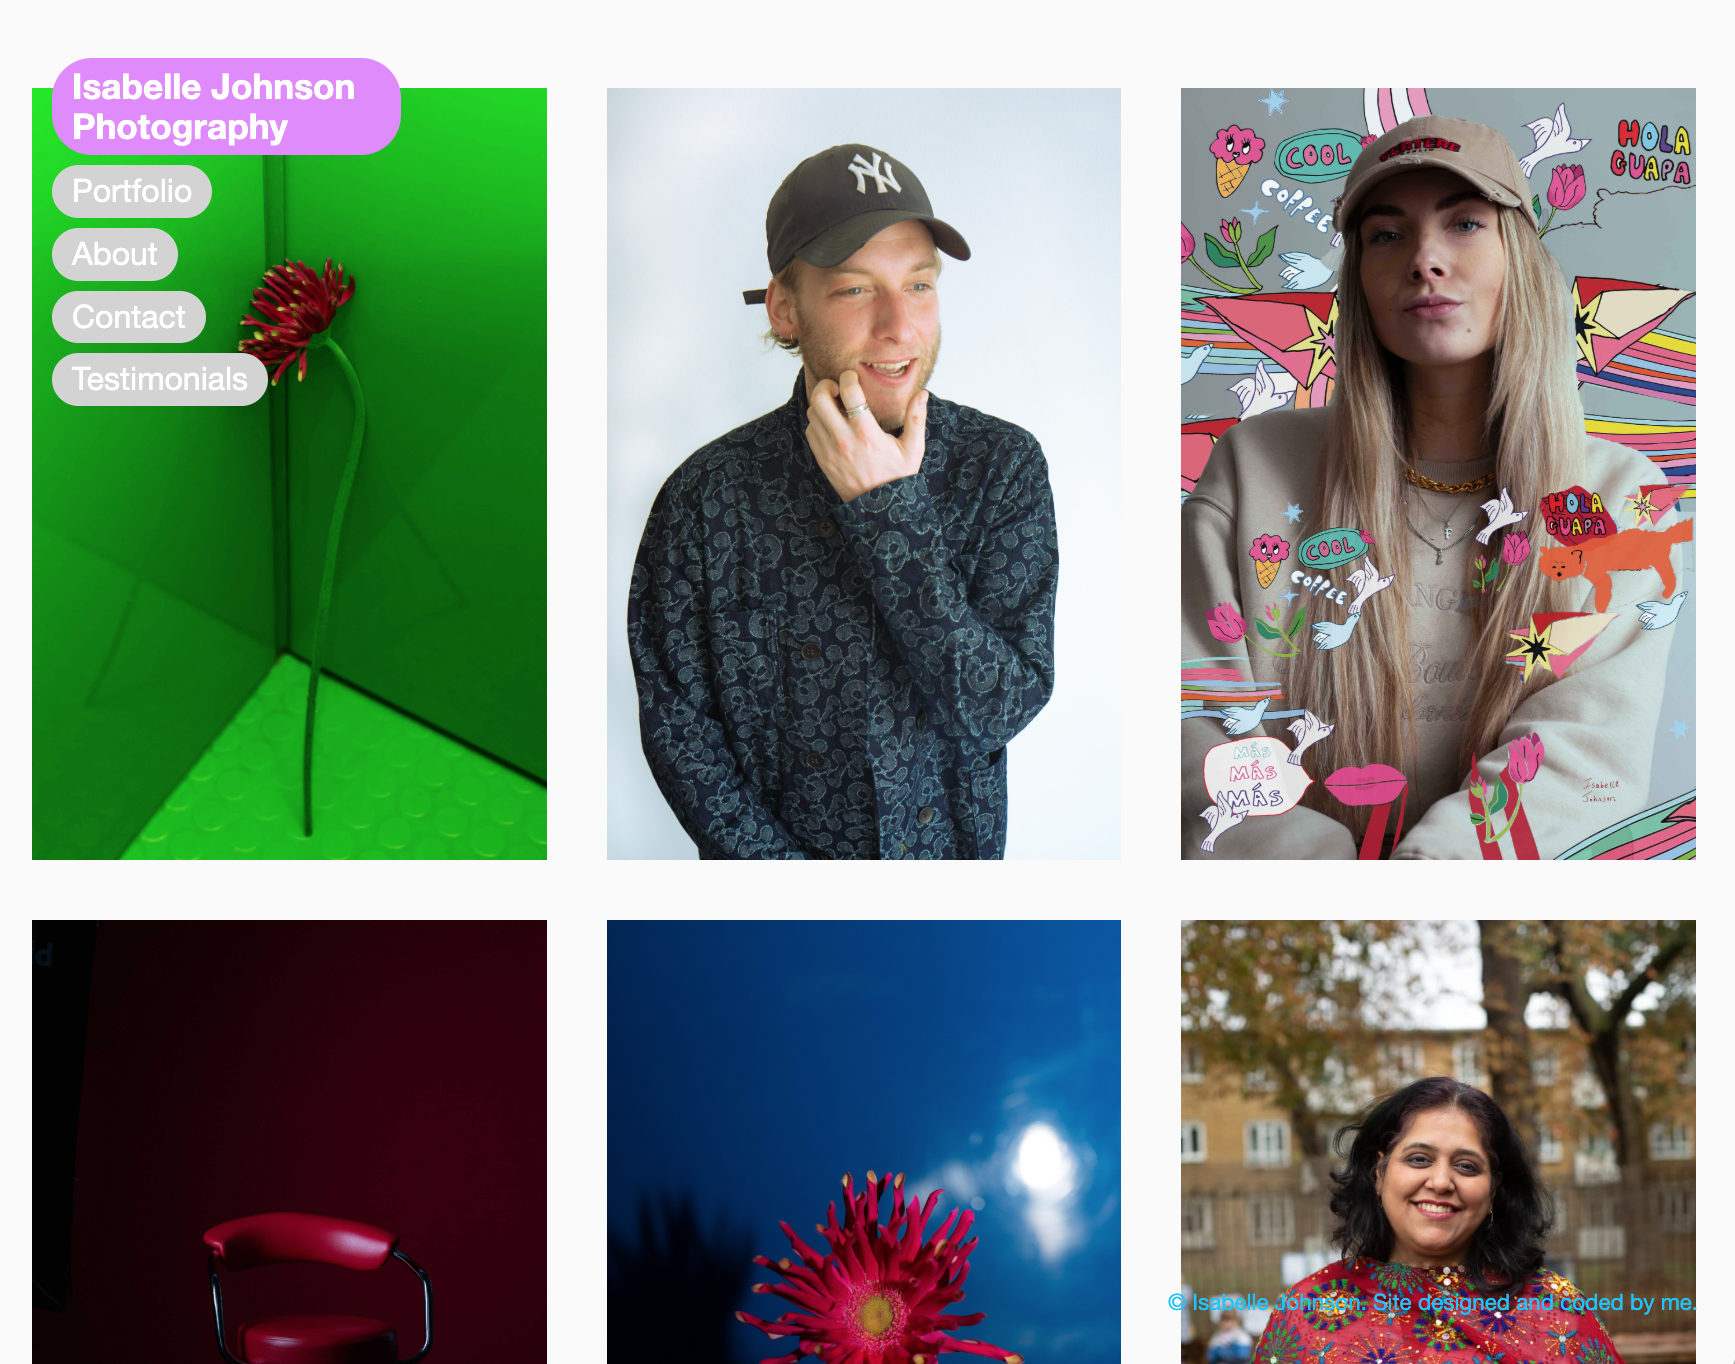 Isabelle Johnson
Photography
Portfolio
About
Contact
Testimonials
NY
COOL
COFFEE
HOLA
GUAPA
HOLA
GUAPA
COOL
COFFEE
MÁS
MÁS
MÁS
Isabelle
Johnson
© Isabelle Johnson. Site designed and coded by me.